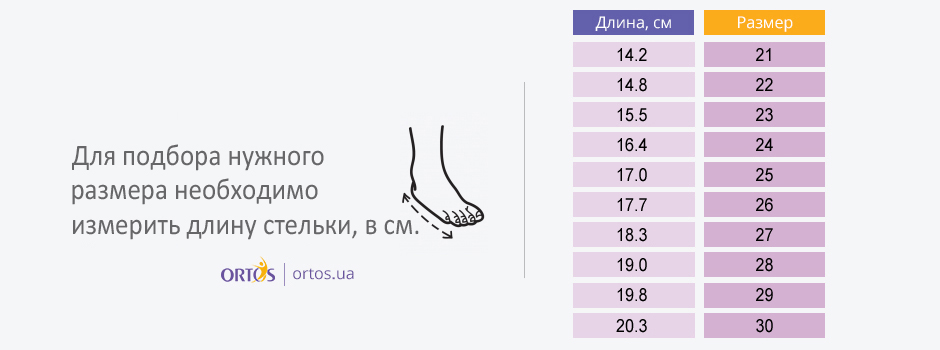 Для подбора нужного
размера необходимо
измерить длину стельки, в см.
ORTOS | ortos.ua
Длина, см Размер
14.2 21
14.8 22
15.5 23
16.4 24
17.0 25
17.7 26
18.3 27
19.0 28
19.8 29
20.3 30